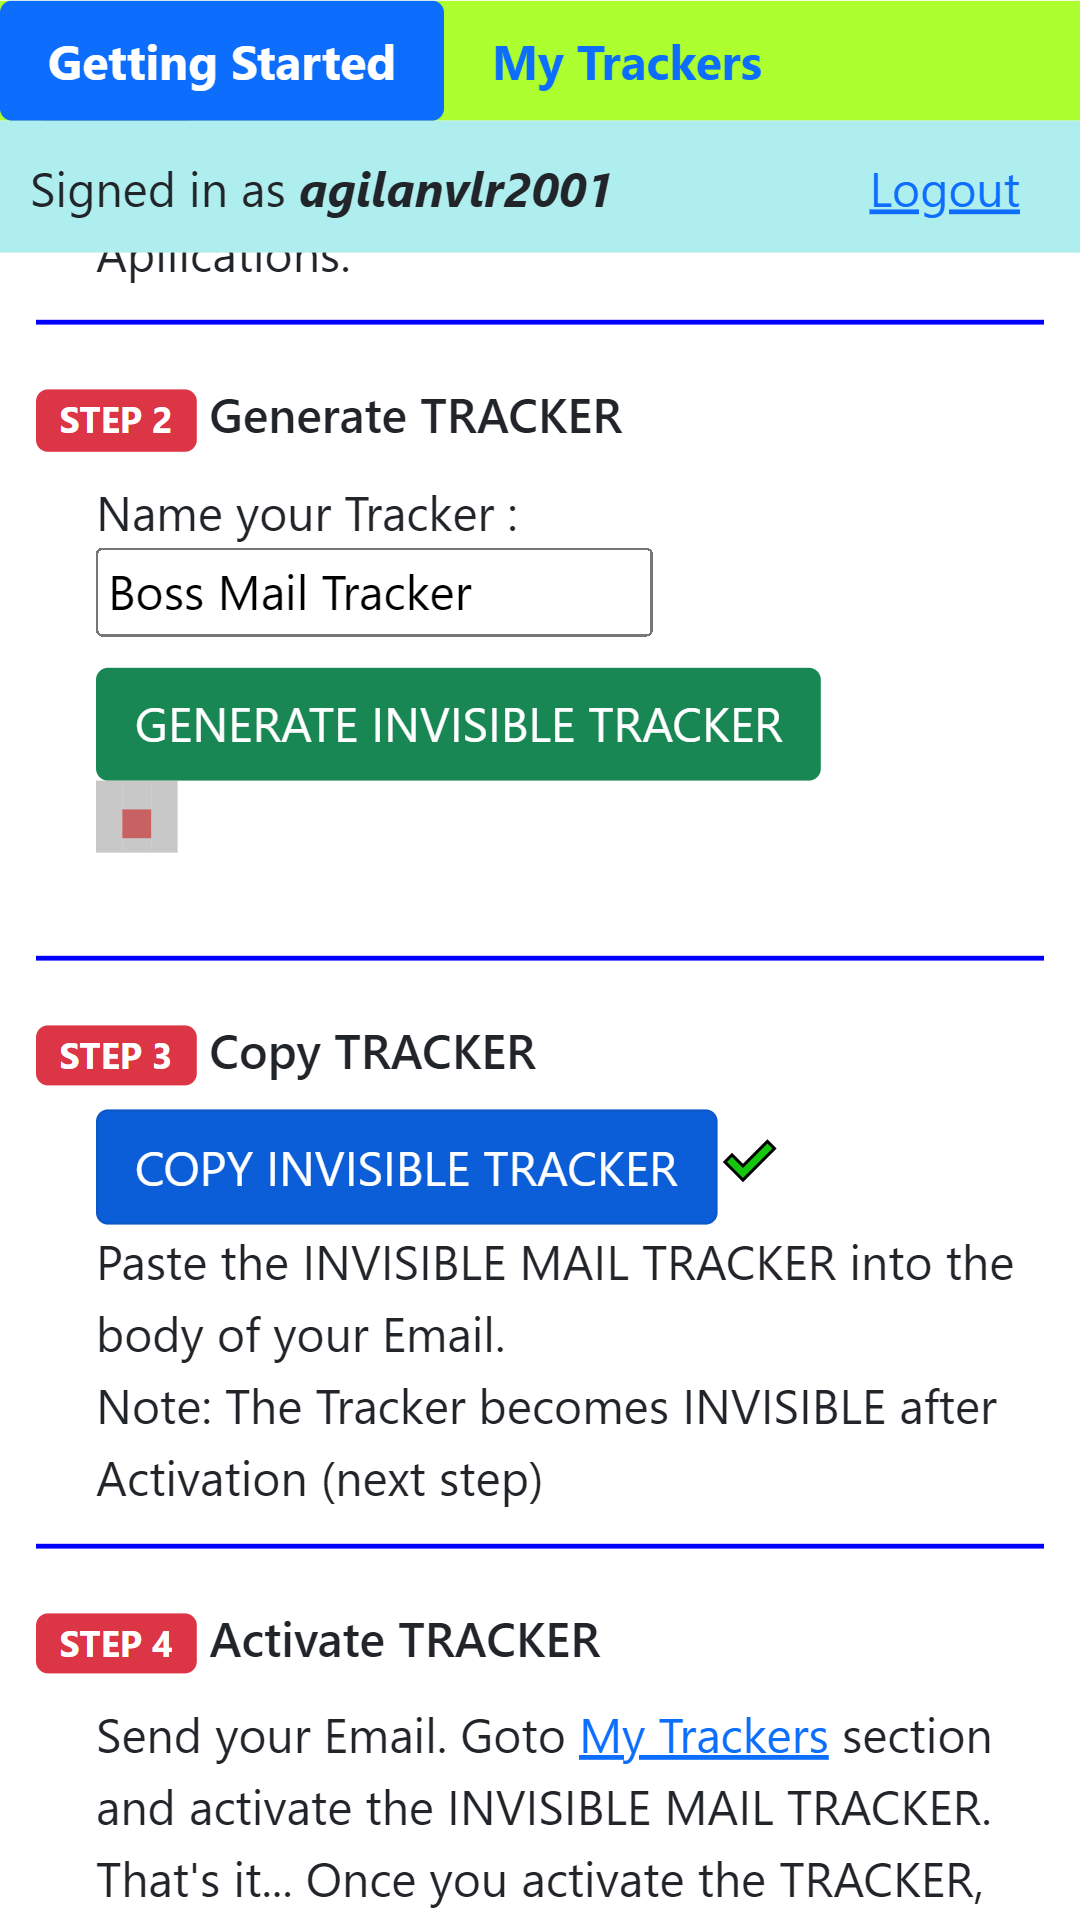 Getting Started My Trackers
Signed in as agilanvlr2001 Logout
Apllications.
STEP 2 Generate TRACKER
Name your Tracker :
Boss Mail Tracker
GENERATE INVISIBLE TRACKER
STEP 3 Copy TRACKER
COPY INVISIBLE TRACKER
Paste the INVISIBLE MAIL TRACKER into the
body of your Email.
Note: The Tracker becomes INVISIBLE after
Activation (next step)
STEP 4 Activate TRACKER
Send your Email. Goto My Trackers section
and activate the INVISIBLE MAIL TRACKER.
That's it... Once you activate the TRACKER,